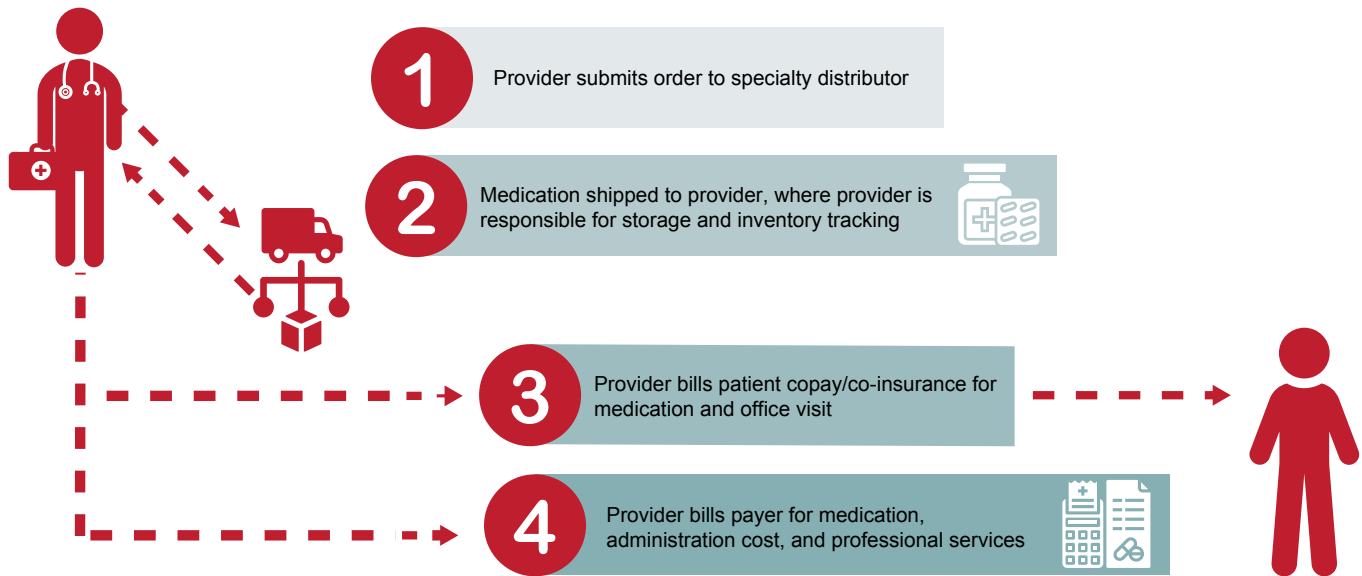 1
Provider submits order to specialty distributor
2
Medication shipped to provider, where provider is
responsible for storage and inventory tracking
3
Provider bills patient copay/co-insurance for
medication and office visit
4
Provider bills payer for medication,
administration cost, and professional services